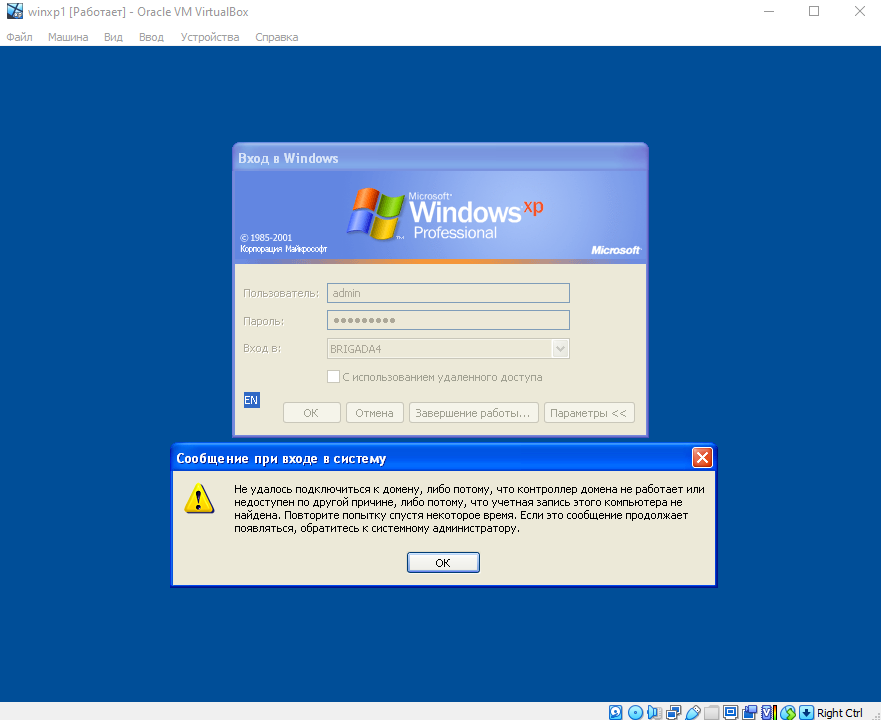 winxp1 [Работает] - Oracle VM VirtualBox
Файл Машина Вид Ввод Устройства Справка
Вход в Windows
Microsoft®
Windows xp
Professional
© 1985-2001
Корпорация Майкрософт
Microsoft®
Пользователь: admin
Пароль: ●●●●●●●●●
Вход в: BRIGADA4
С использованием удаленного доступа
EN
ОК Отмена Завершение работы... Параметры <<
Сообщение при входе в систему
Не удалось подключиться к домену, либо потому, что контроллер домена не работает или
недоступен по другой причине, либо потому, что учетная запись этого компьютера не
найдена. Повторите попытку спустя некоторое время. Если это сообщение продолжает
появляться, обратитесь к системному администратору.
ОК
Right Ctrl